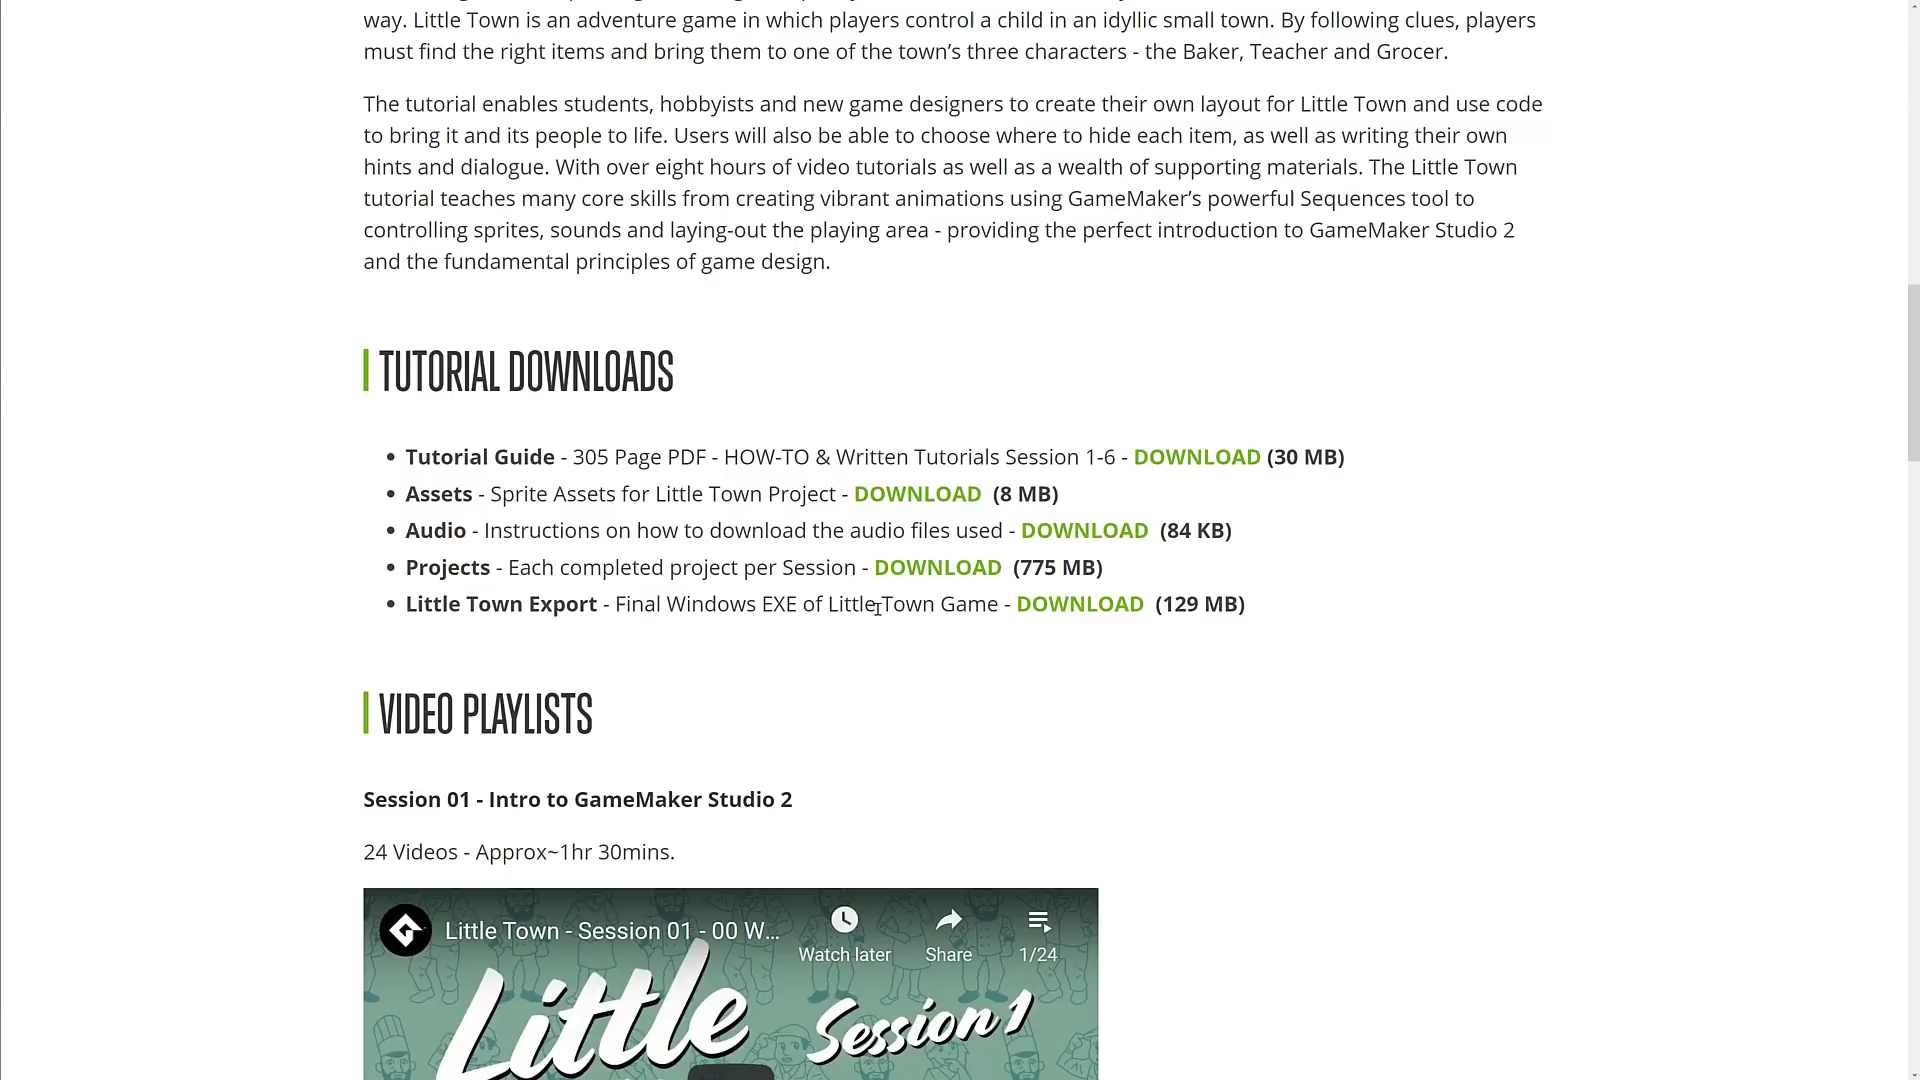 way. Little Town is an adventure game in which players control a child in an idyllic small town. By following clues, players
must find the right items and bring them to one of the town’s three characters - the Baker, Teacher and Grocer.
The tutorial enables students, hobbyists and new game designers to create their own layout for Little Town and use code
to bring it and its people to life. Users will also be able to choose where to hide each item, as well as writing their own
hints and dialogue. With over eight hours of video tutorials as well as a wealth of supporting materials. The Little Town
tutorial teaches many core skills from creating vibrant animations using GameMaker’s powerful Sequences tool to
controlling sprites, sounds and laying-out the playing area - providing the perfect introduction to GameMaker Studio 2
and the fundamental principles of game design.
TUTORIAL DOWNLOADS
• Tutorial Guide - 305 Page PDF - HOW-TO & Written Tutorials Session 1-6 - DOWNLOAD (30 MB)
• Assets - Sprite Assets for Little Town Project - DOWNLOAD (8 MB)
• Audio - Instructions on how to download the audio files used - DOWNLOAD (84 KB)
• Projects - Each completed project per Session - DOWNLOAD (775 MB)
• Little Town Export - Final Windows EXE of Little Town Game - DOWNLOAD (129 MB)
VIDEO PLAYLISTS
Session 01 - Intro to GameMaker Studio 2
24 Videos - Approx~1hr 30mins.
Little Town - Session 01 - 00 W...
Watch later Share 1/24
Little Session 1